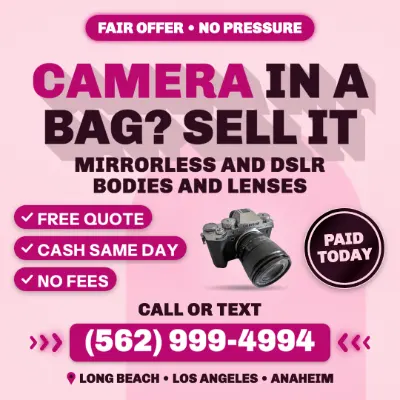 FAIR OFFER • NO PRESSURE
CAMERA IN A
BAG? SELL IT
MIRRORLESS AND DSLR
BODIES AND LENSES
FREE QUOTE
CASH SAME DAY
NO FEES
PAID
TODAY
CALL OR TEXT
(562) 999-4994
LONG BEACH • LOS ANGELES • ANAHEIM